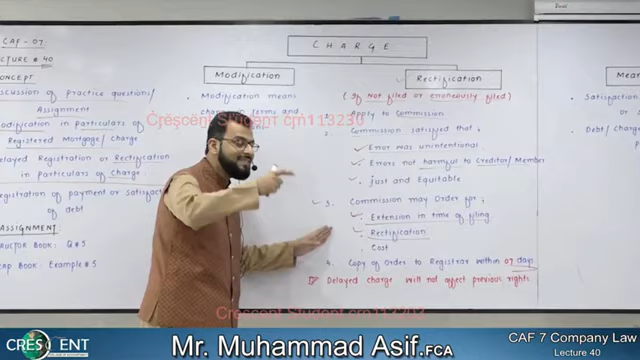 CAF-07
LECTURE # 40
CONCEPT
Discussion of practice question/
Assignment
Modification in particulars of
Registered Mortgage/Charge
Delayed Registration or Rectification
in particulars of charge.
Registration of payment or satisfact
of debt
ASSIGNMENT
Book: Q#5
Book: Example #5
CHARGE
Modification
Modification means
change in Terms and
Rectification
(If Not filed or erroneously filed)
1. Apply to Commission
2. Commission satisfied that;
Error was unintentional.
Errors not harmful to Creditor/Member
Just and Equitable
3. Commission may Order for;
Extension in time of filing.
Rectification
Cost
4. Copy of Order to Registrar within 07 days
Delayed charge will not affect previous rights.
Mean
Satisfaction
or s
Debt/Charge
Crescent Student crn113230
Crescent Student
CRESCENT
Mr. Muhammad Asif.FCA
CAF 7 Company Law
Lecture 40